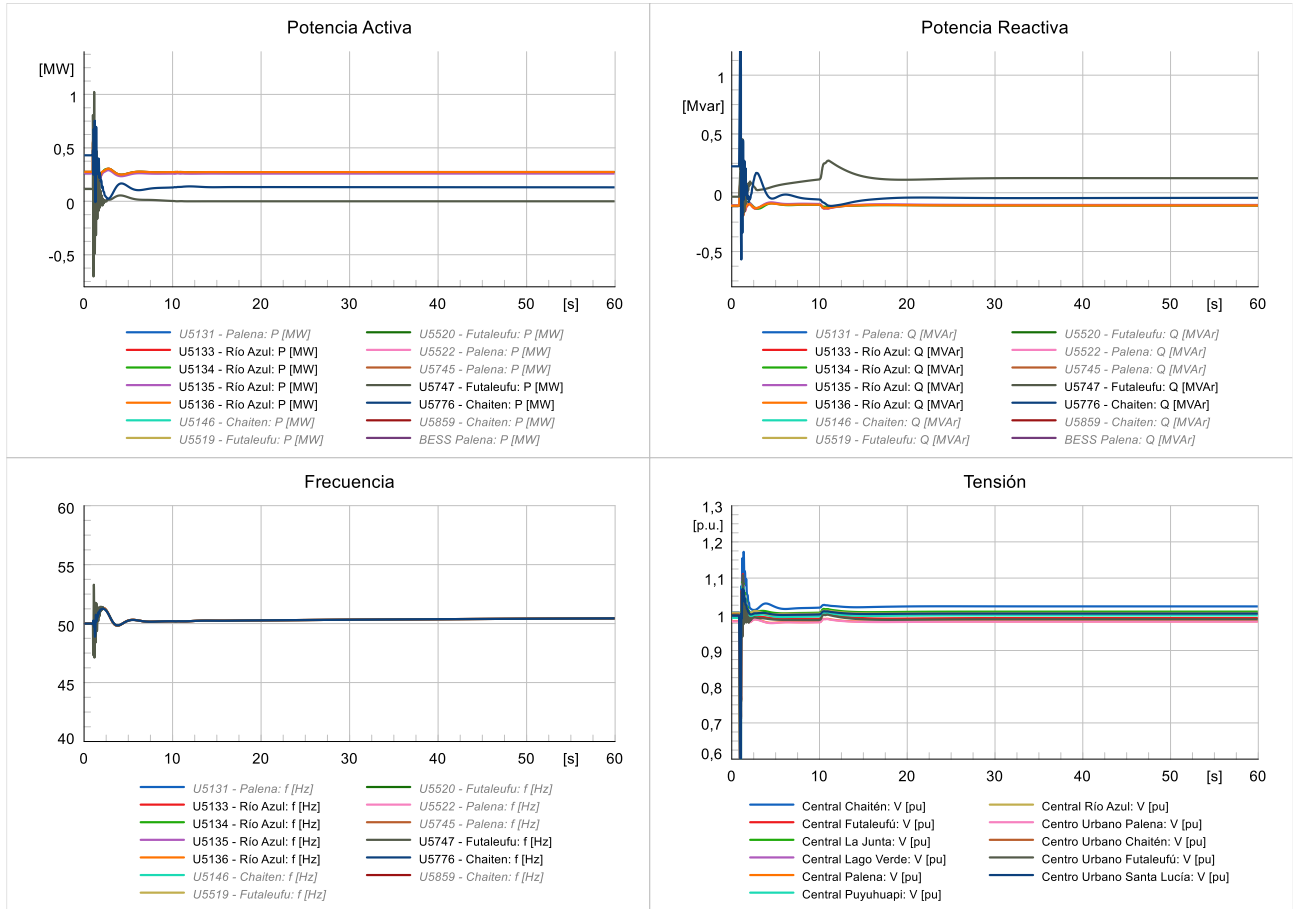 Potencia Activa
[MW]
1
0,5
0
-0,5
0 10 20 30 40 50 [s] 60
U5131 - Palena: P [MW]
U5133 - Río Azul: P [MW]
U5134 - Río Azul: P [MW]
U5135 - Río Azul: P [MW]
U5136 - Río Azul: P [MW]
U5146 - Chaiten: P [MW]
U5519 - Futaleufu: P [MW]
U5520 - Futaleufu: P [MW]
U5522 - Palena: P [MW]
U5745 - Palena: P [MW]
U5747 - Futaleufu: P [MW]
U5776 - Chaiten: P [MW]
U5859 - Chaiten: P [MW]
BESS Palena: P [MW]
Potencia Reactiva
1
[Mvar]
0,5
0
-0,5
0 10 20 30 40 50 [s] 60
U5131 - Palena: Q [MVAr]
U5133 - Río Azul: Q [MVAr]
U5134 - Río Azul: Q [MVAr]
U5135 - Río Azul: Q [MVAr]
U5136 - Río Azul: Q [MVAr]
U5146 - Chaiten: Q [MVAr]
U5519 - Futaleufu: Q [MVAr]
U5520 - Futaleufu: Q [MVAr]
U5522 - Palena: Q [MVAr]
U5745 - Palena: Q [MVAr]
U5747 - Futaleufu: Q [MVAr]
U5776 - Chaiten: Q [MVAr]
U5859 - Chaiten: Q [MVAr]
BESS Palena: Q [MVAr]
Frecuencia
60
55
50
45
40
0 10 20 30 40 50 [s] 60
U5131 - Palena: f [Hz]
U5133 - Río Azul: f [Hz]
U5134 - Río Azul: f [Hz]
U5135 - Río Azul: f [Hz]
U5136 - Río Azul: f [Hz]
U5146 - Chaiten: f [Hz]
U5519 - Futaleufu: f [Hz]
U5520 - Futaleufu: f [Hz]
U5522 - Palena: f [Hz]
U5745 - Palena: f [Hz]
U5747 - Futaleufu: f [Hz]
U5776 - Chaiten: f [Hz]
U5859 - Chaiten: f [Hz]
Tensión
1,3
[p.u.]
1,2
1,1
1
0,9
0,8
0,7
0,6
0 10 20 30 40 50 [s] 60
Central Chaitén: V [pu]
Central Futaleufú: V [pu]
Central La Junta: V [pu]
Central Lago Verde: V [pu]
Central Palena: V [pu]
Central Puyuhuapi: V [pu]
Central Río Azul: V [pu]
Centro Urbano Palena: V [pu]
Centro Urbano Chaitén: V [pu]
Centro Urbano Futaleufú: V [pu]
Centro Urbano Santa Lucía: V [pu]